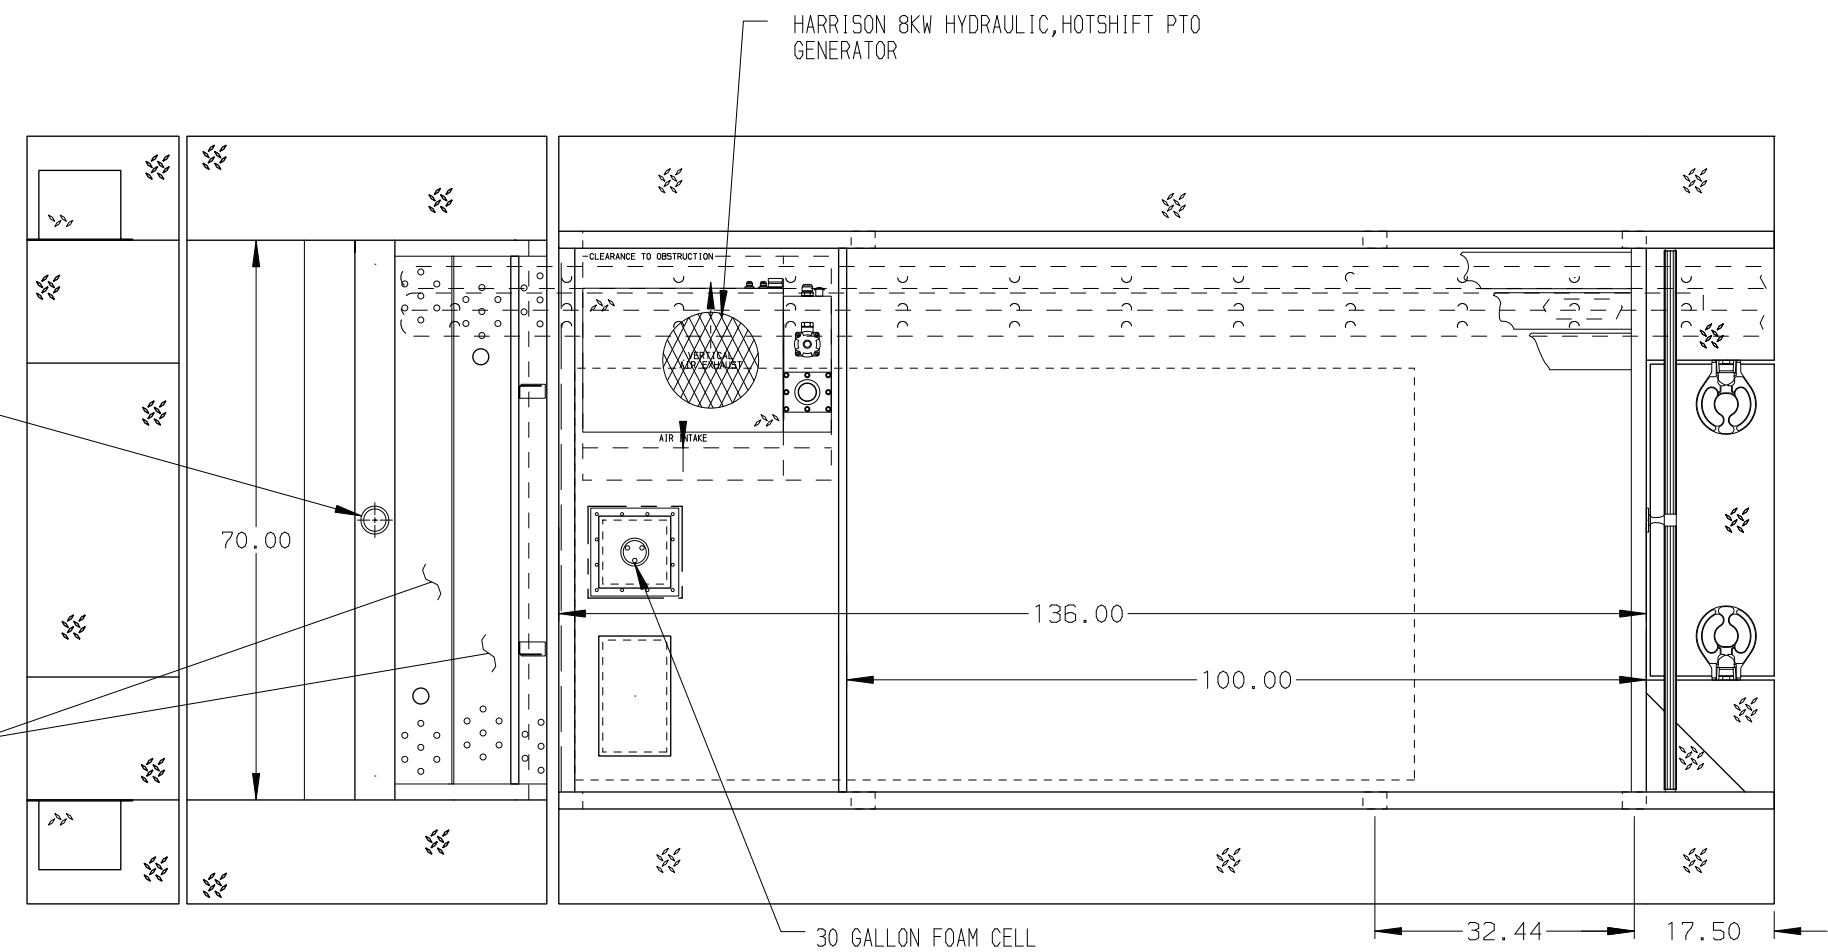 HARRISON 8KW HYDRAULIC,HOTSHIFT PTO
GENERATOR
CLEARANCE TO OBSTRUCTION
VERTICAL
AIR EXHAUST
AIR INTAKE
70.00
136.00
100.00
32.44
17.50
30 GALLON FOAM CELL